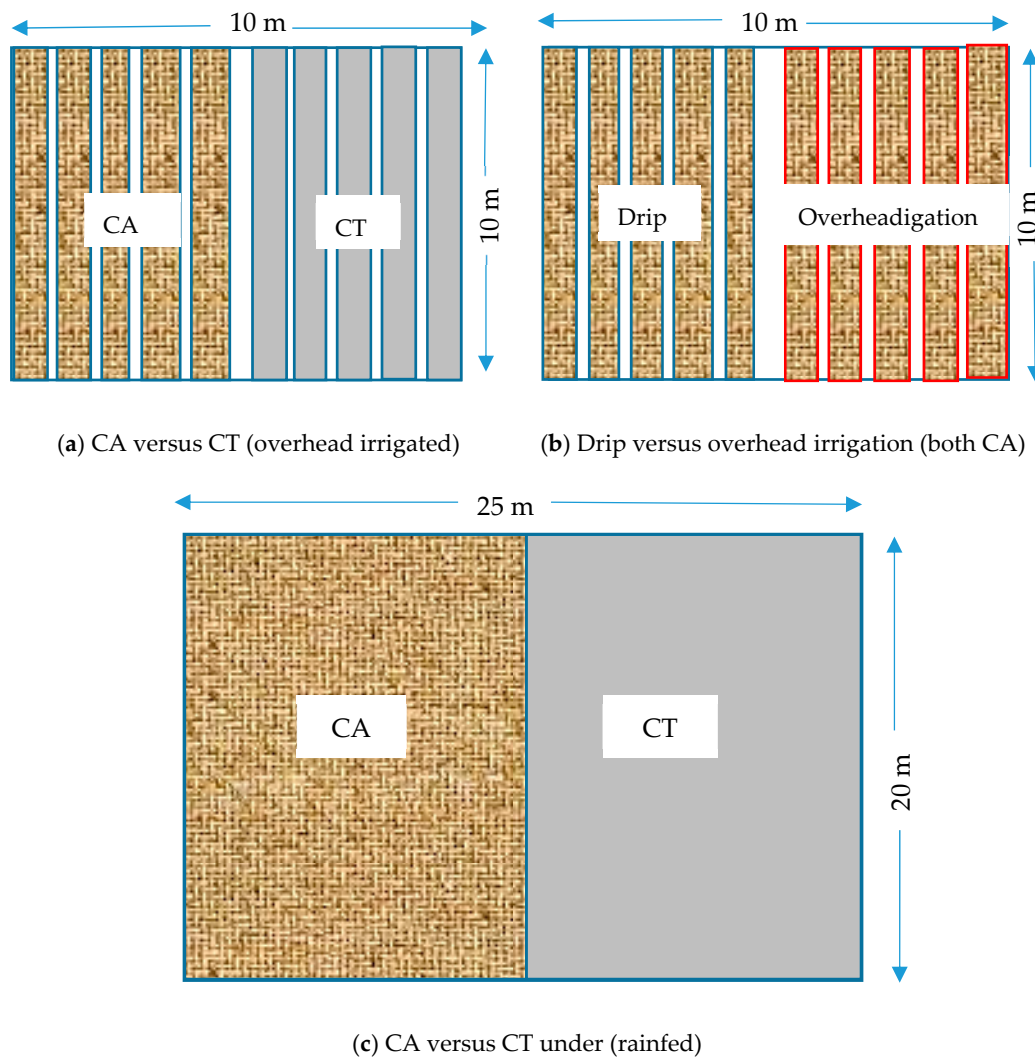 10 m
10 m
CA
CT
10 m
Drip
Overheadigation
10 m
(a) CA versus CT (overhead irrigated)
(b) Drip versus overhead irrigation (both CA)
25 m
CA
CT
20 m
(c) CA versus CT under (rainfed)